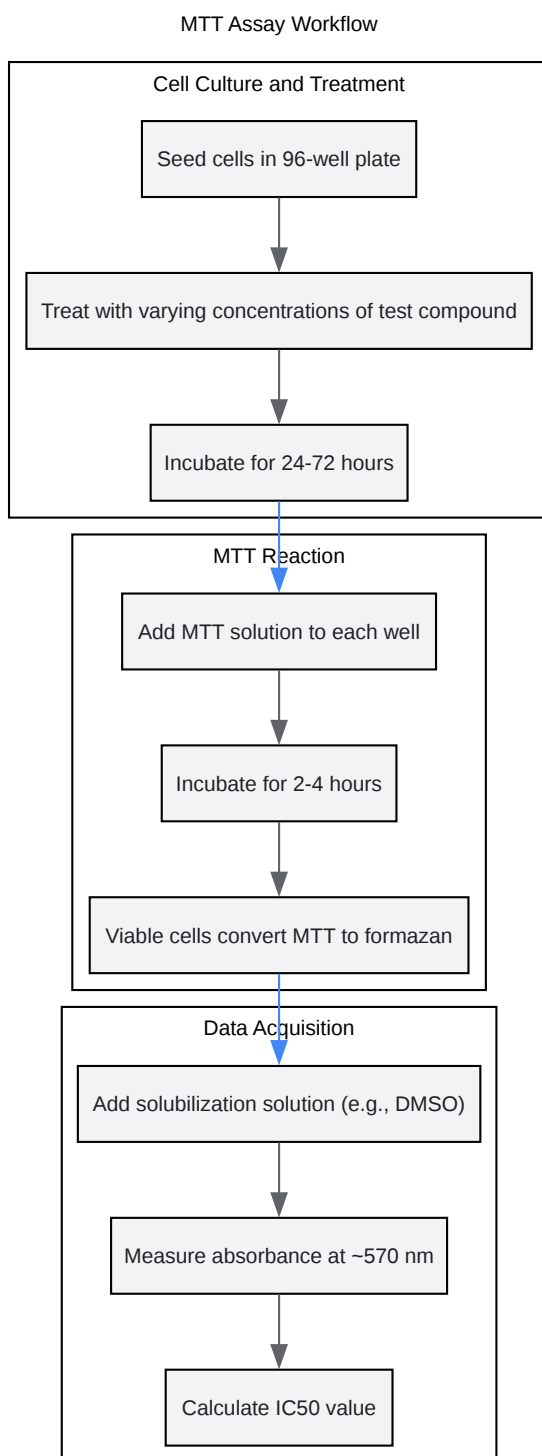 MTT Assay Workflow
Cell Culture and Treatment
Seed cells in 96-well plate
Treat with varying concentrations of test compound
Incubate for 24-72 hours
MTT Reaction
Add MTT solution to each well
Incubate for 2-4 hours
Viable cells convert MTT to formazan
Data Acquisition
Add solubilization solution (e.g., DMSO)
Measure absorbance at ~570 nm
Calculate IC50 value